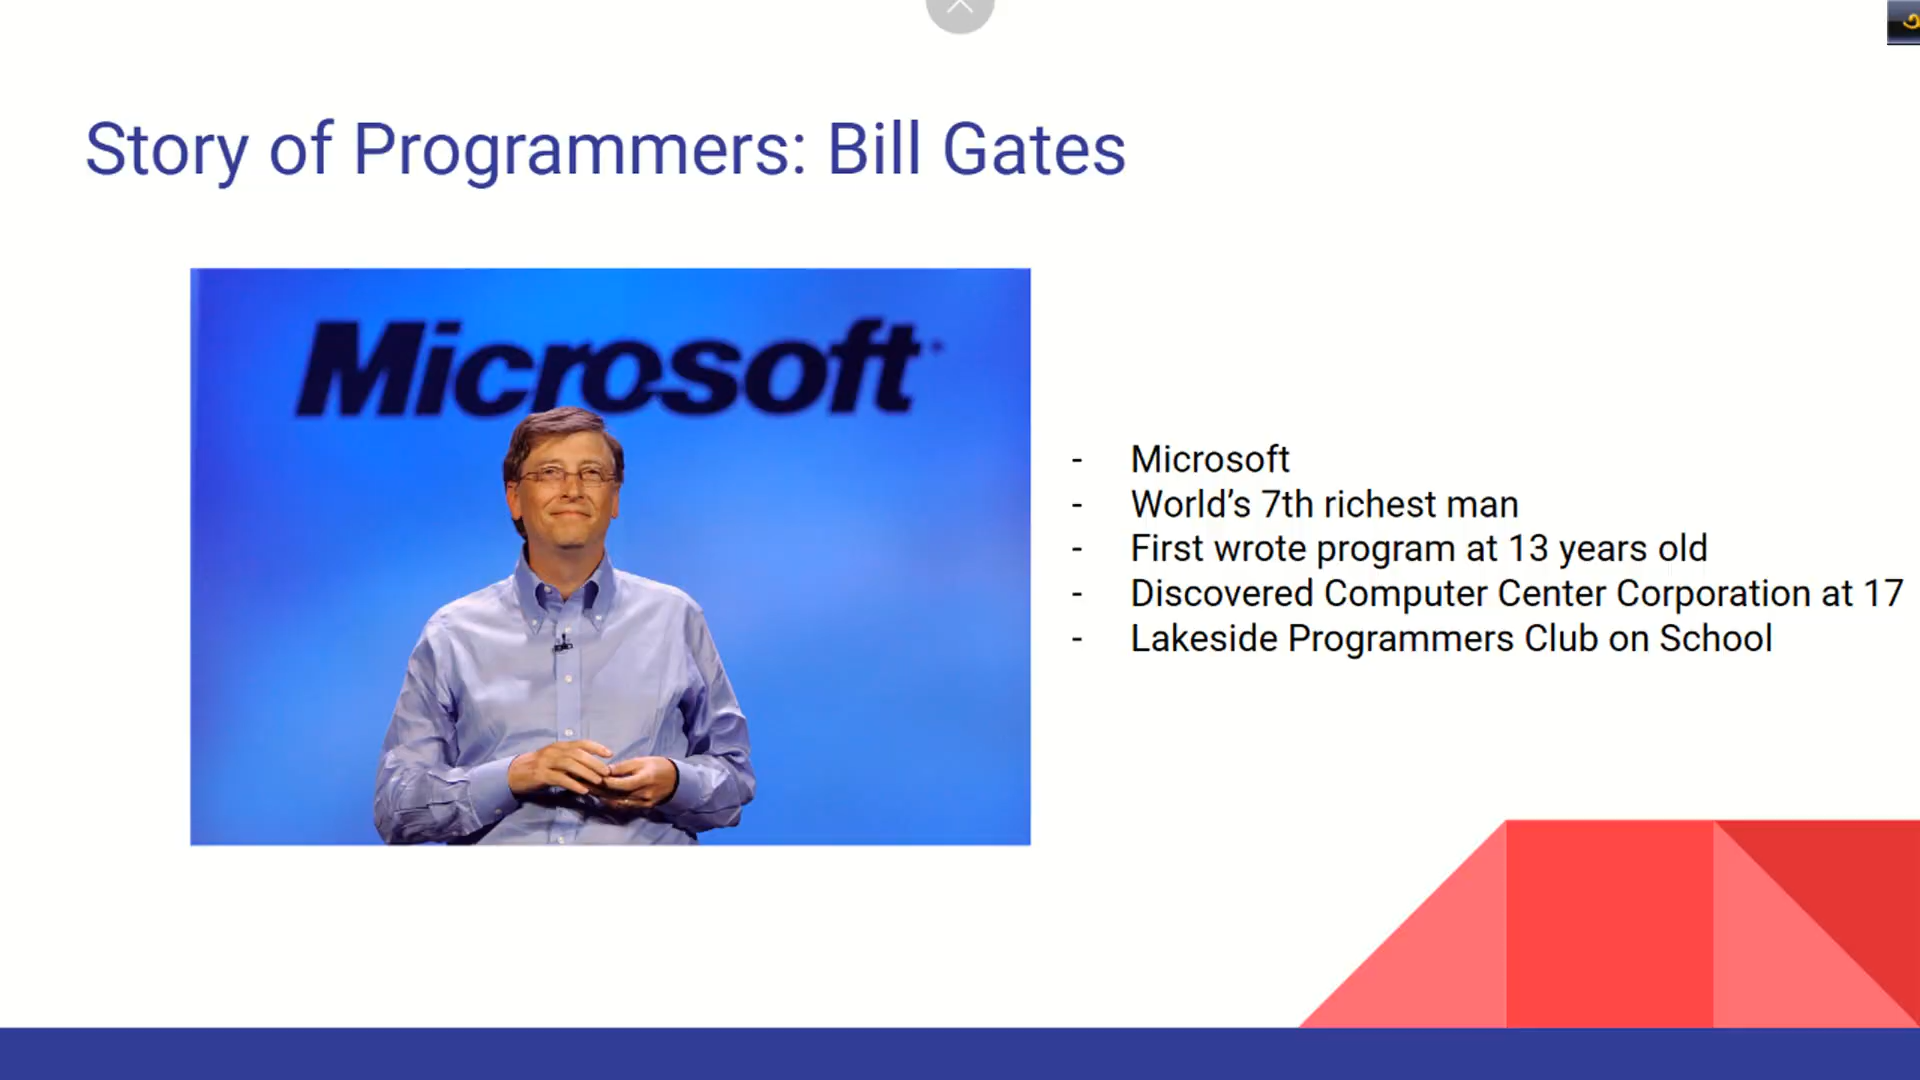 Story of Programmers: Bill Gates
Microsoft
- Microsoft
- World’s 7th richest man
- First wrote program at 13 years old
- Discovered Computer Center Corporation at 17
- Lakeside Programmers Club on School